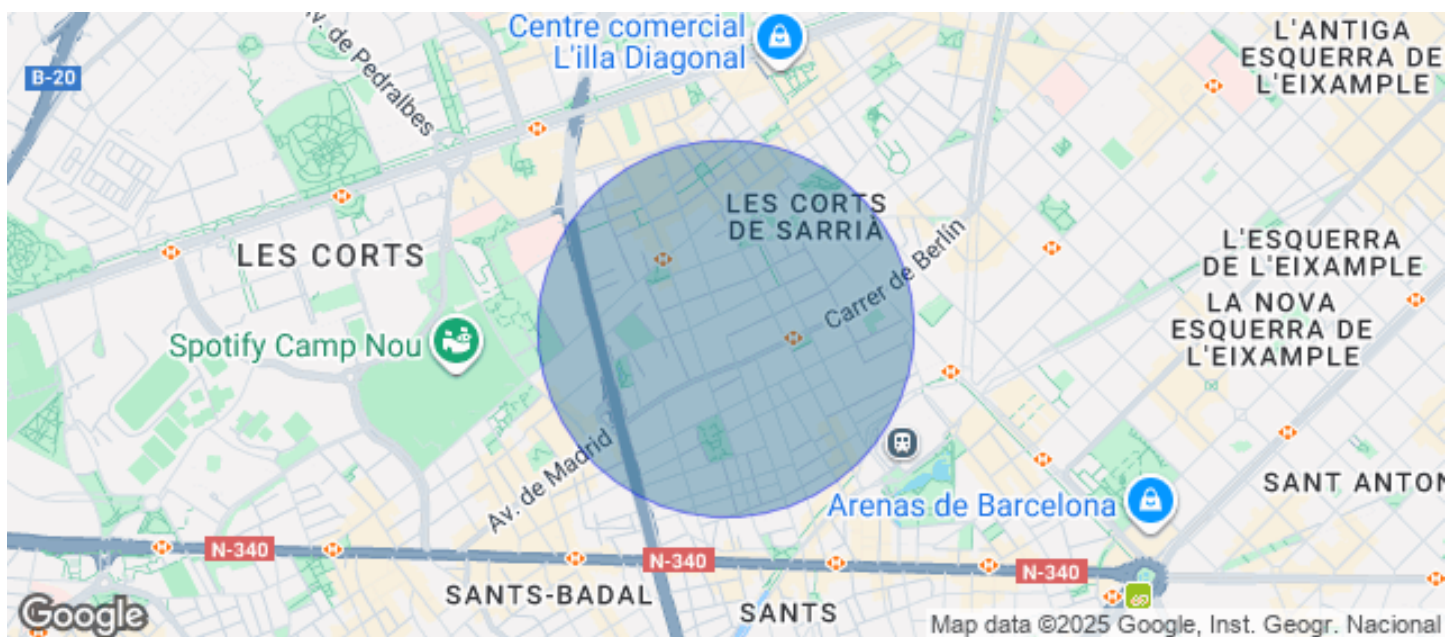 Centre comercial
L'illa Diagonal
L'ANTIGA
ESQUERRA DE
L'EIXAMPLE
B-20
Av. de Pedralbes
LES CORTS
DE SARRIÀ
LES CORTS
Carrer de Berlín
L'ESQUERRA
DE L'EIXAMPLE
LA NOVA
ESQUERRA DE
L'EIXAMPLE
Spotify Camp Nou
Av. de Madrid
SANT ANTON
Arenas de Barcelona
N-340
N-340
N-340
SANTS-BADAL
SANTS
Google
Map data ©2025 Google, Inst. Geogr. Nacional